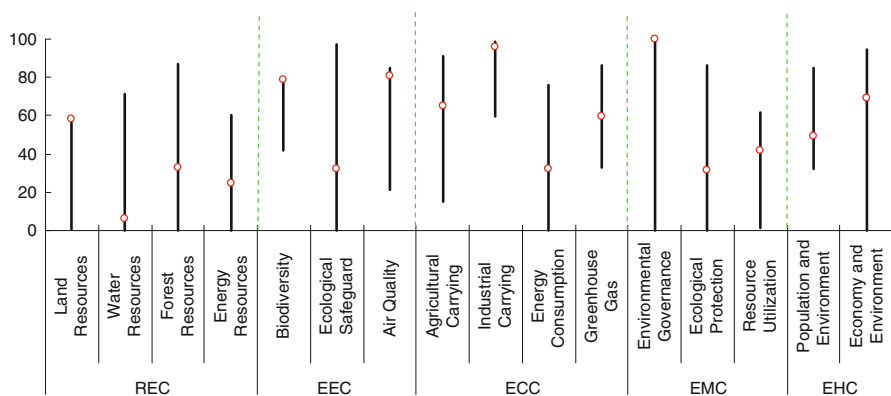 100
80
60
40
20
0
Land
Resources
Water
Resources
Forest
Resources
Energy
Resources
Biodiversity
Ecological
Safeguard
Air Quality
Agricultural
Carrying
Industrial
Carrying
Energy
Consumption
Greenhouse
Gas
Environmental
Governance
Ecological
Protection
Resource
Utilization
Population and
Environment
Economy and
Environment
REC
EEC
ECC
EMC
EHC